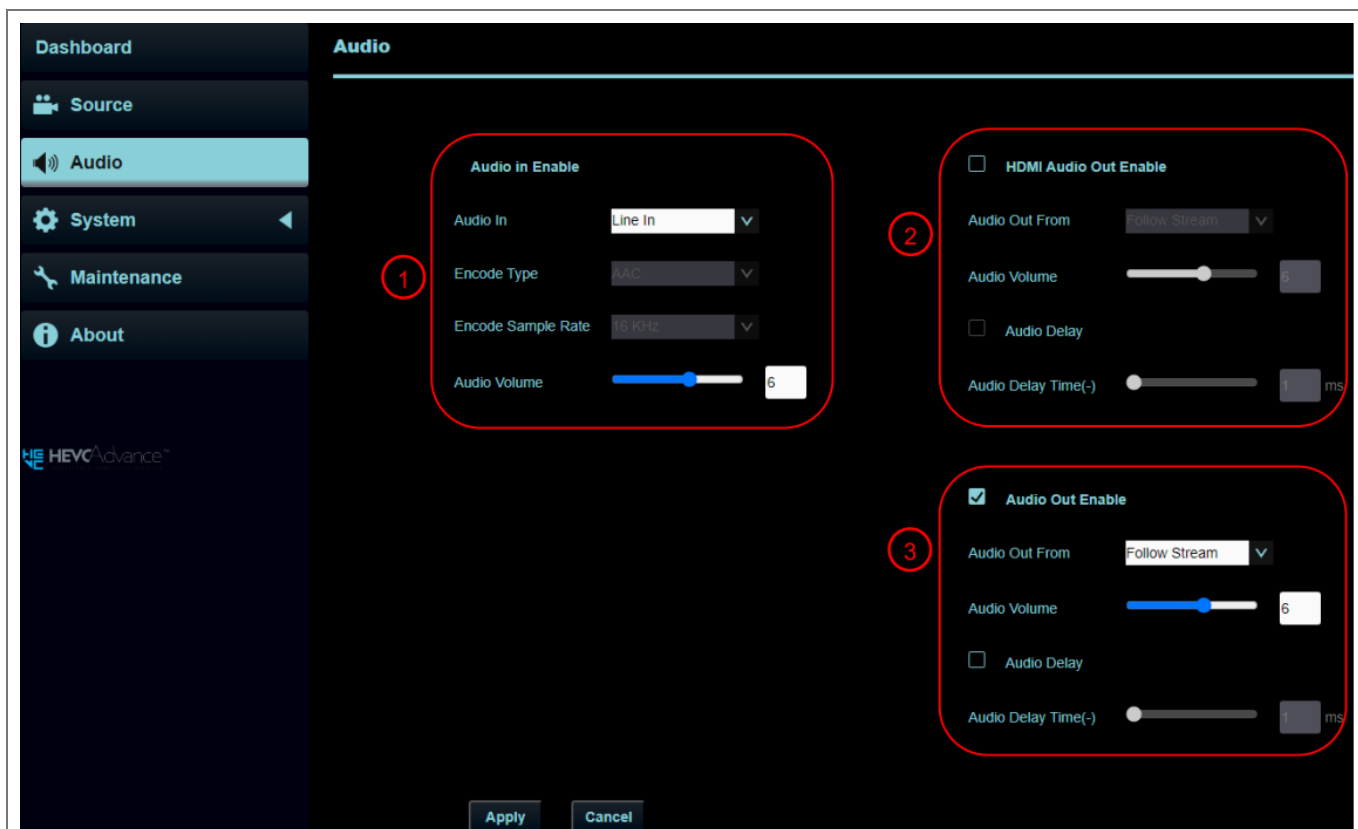 Dashboard
Source
Audio
System
Maintenance
About
HEVC Advance™
Audio
1
Audio in Enable
Audio In Line In
Encode Type AAC
Encode Sample Rate 16 KHz
Audio Volume 6
2
HDMI Audio Out Enable
Audio Out From Follow Stream
Audio Volume 6
Audio Delay
Audio Delay Time(-) 1 ms
3
Audio Out Enable
Audio Out From Follow Stream
Audio Volume 6
Audio Delay
Audio Delay Time(-) 1 ms
Apply Cancel